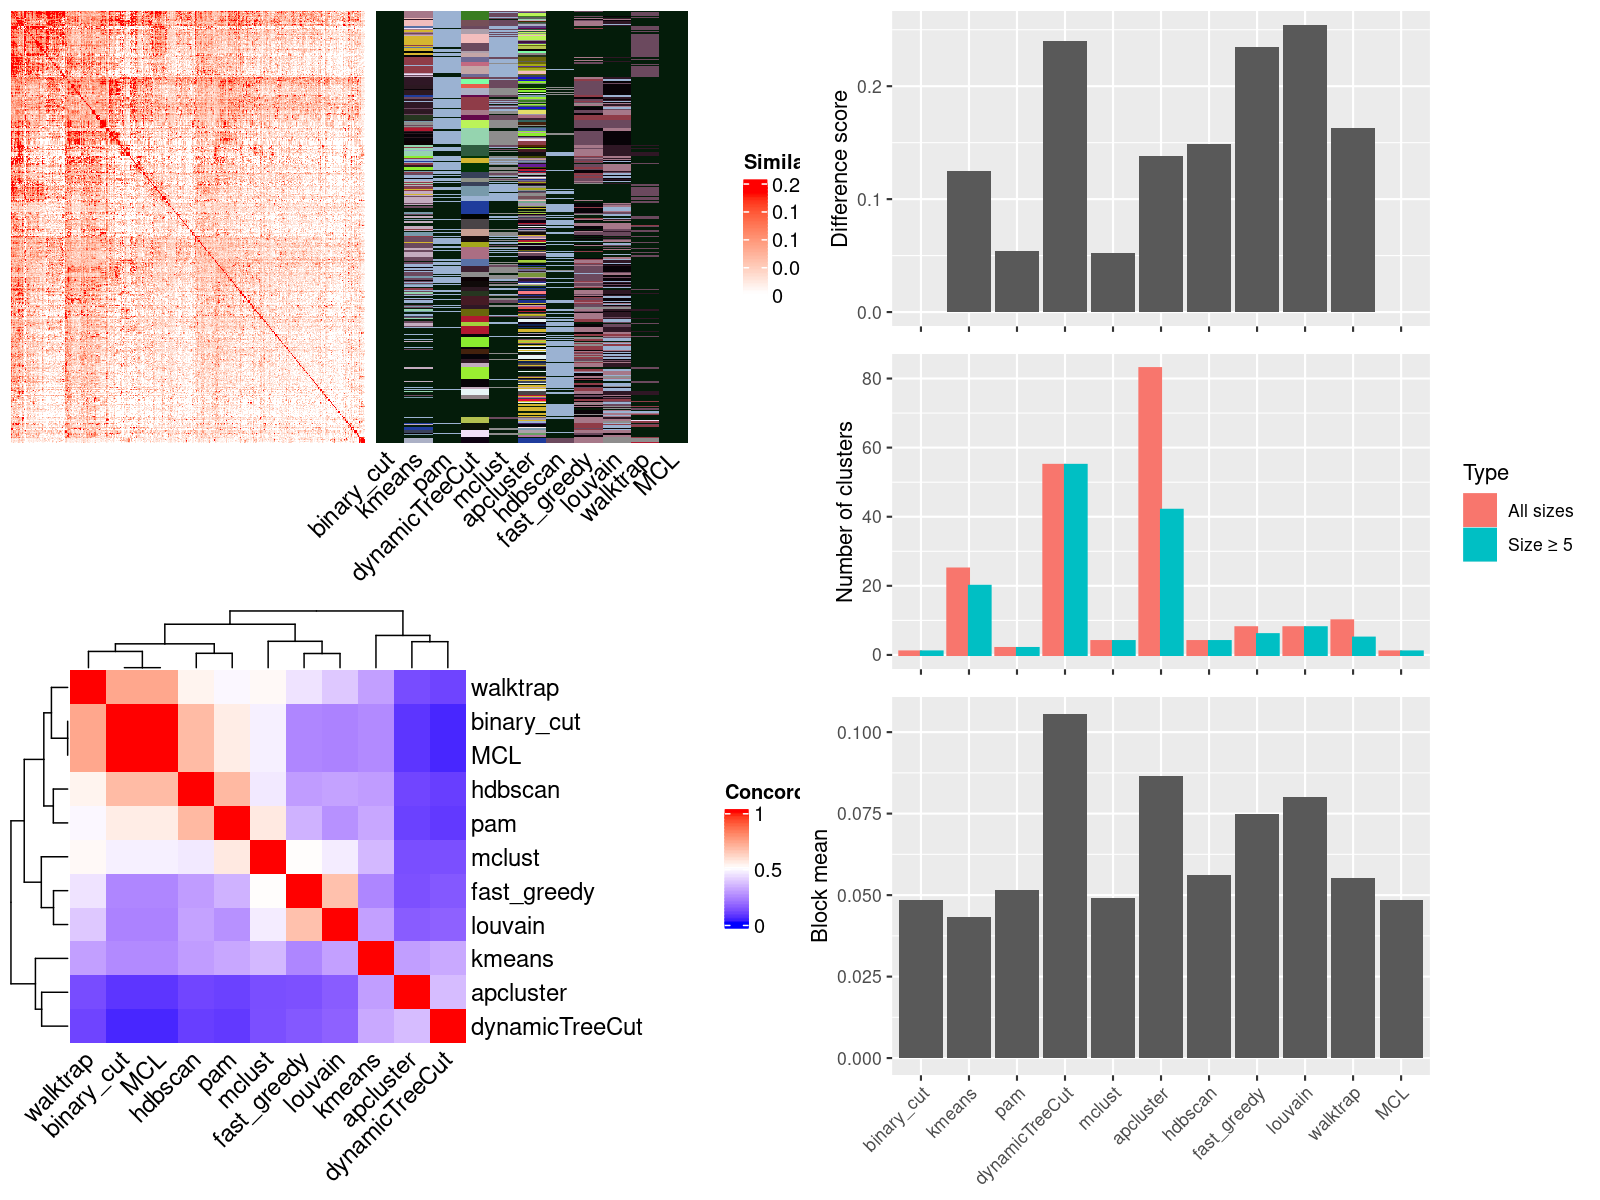 Simila
0.2
0.1
0.1
0.0
0
binary_cut
kmeans
pam
dynamicTreeCut
mclust
apcluster
hdbscan
fast_greedy
louvain
walktrap
MCL
walktrap
binary_cut
MCL
hdbscan
pam
mclust
fast_greedy
louvain
kmeans
apcluster
dynamicTreeCut
walktrap
binary_cut
MCL
hdbscan
pam
mclust
fast_greedy
louvain
kmeans
apcluster
dynamicTreeCut
Concord
1
0.5
0
Difference score
0.2
0.1
0.0
Number of clusters
80
60
40
20
0
Type
All sizes
Size ≥ 5
Block mean
0.100
0.075
0.050
0.025
0.000
binary_cut
kmeans
pam
dynamicTreeCut
mclust
apcluster
hdbscan
fast_greedy
louvain
walktrap
MCL